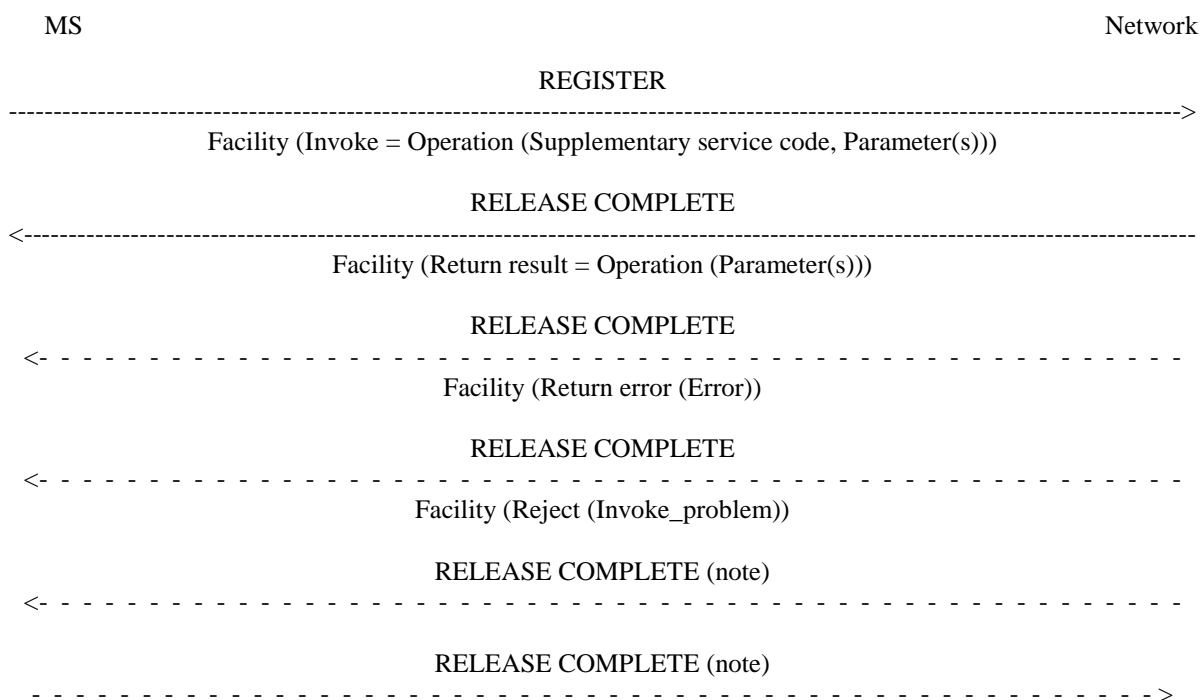 MS Network
REGISTER
------------------------------------------------------------------------------------------------------------------------------------>
Facility (Invoke = Operation (Supplementary service code, Parameter(s)))
RELEASE COMPLETE
<------------------------------------------------------------------------------------------------------------------------------------
Facility (Return result = Operation (Parameter(s)))
RELEASE COMPLETE
<- - - - - - - - - - - - - - - - - - - - - - - - - - - - - - - - - - - - - - - - - - - -
Facility (Return error (Error))
RELEASE COMPLETE
<- - - - - - - - - - - - - - - - - - - - - - - - - - - - - - - - - - - - - - - - - - - -
Facility (Reject (Invoke_problem))
RELEASE COMPLETE (note)
<- - - - - - - - - - - - - - - - - - - - - - - - - - - - - - - - - - - - - - - - - - - -
RELEASE COMPLETE (note)
- - - - - - - - - - - - - - - - - - - - - - - - - - - - - - - - - - - - - - - - - - - ->